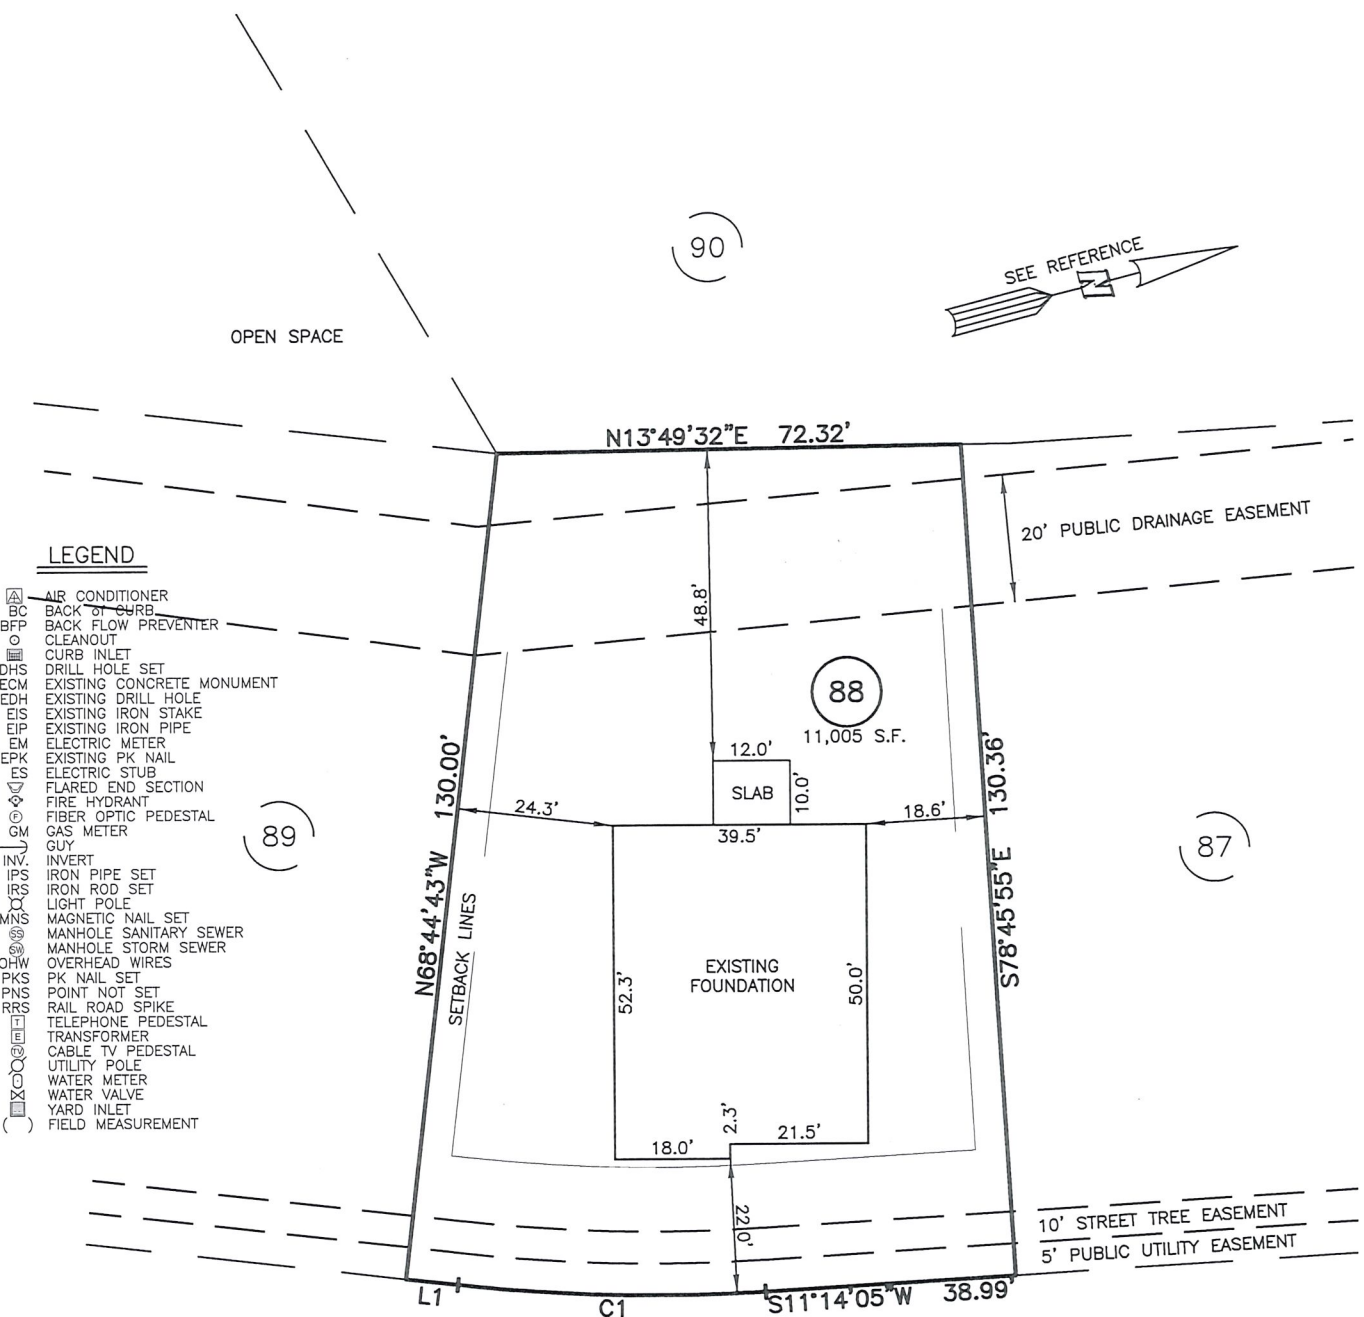 90
SEE REFERENCE
N
OPEN SPACE
N13°49'32"E 72.32'
20' PUBLIC DRAINAGE EASEMENT
LEGEND
A AIR CONDITIONER
BC BACK of CURB
BFP BACK FLOW PREVENTER
CLEANOUT
CURB INLET
DHS DRILL HOLE SET
ECM EXISTING CONCRETE MONUMENT
EDH EXISTING DRILL HOLE
EIS EXISTING IRON STAKE
EIP EXISTING IRON PIPE
EM ELECTRIC METER
EPK EXISTING PK NAIL
ES ELECTRIC STUB
FLARED END SECTION
FIRE HYDRANT
F FIBER OPTIC PEDESTAL
GM GAS METER
GUY
INV. INVERT
IPS IRON PIPE SET
IRS IRON ROD SET
LIGHT POLE
MNS MAGNETIC NAIL SET
SS MANHOLE SANITARY SEWER
SW MANHOLE STORM SEWER
OHW OVERHEAD WIRES
PKS PK NAIL SET
PNS POINT NOT SET
RRS RAIL ROAD SPIKE
T TELEPHONE PEDESTAL
E TRANSFORMER
TV CABLE TV PEDESTAL
UTILITY POLE
WATER METER
WATER VALVE
YARD INLET
( ) FIELD MEASUREMENT
48.8'
88
11,005 S.F.
12.0'
SLAB
10.0'
24.3'
39.5'
18.6'
89
87
N68°44'43"W 130.00'
S78°45'55"E 130.36'
SETBACK LINES
EXISTING
FOUNDATION
52.3'
50.0'
18.0'
2.3'
21.5'
22.0'
10' STREET TREE EASEMENT
5' PUBLIC UTILITY EASEMENT
L1
C1
S11°14'05"W 38.99'